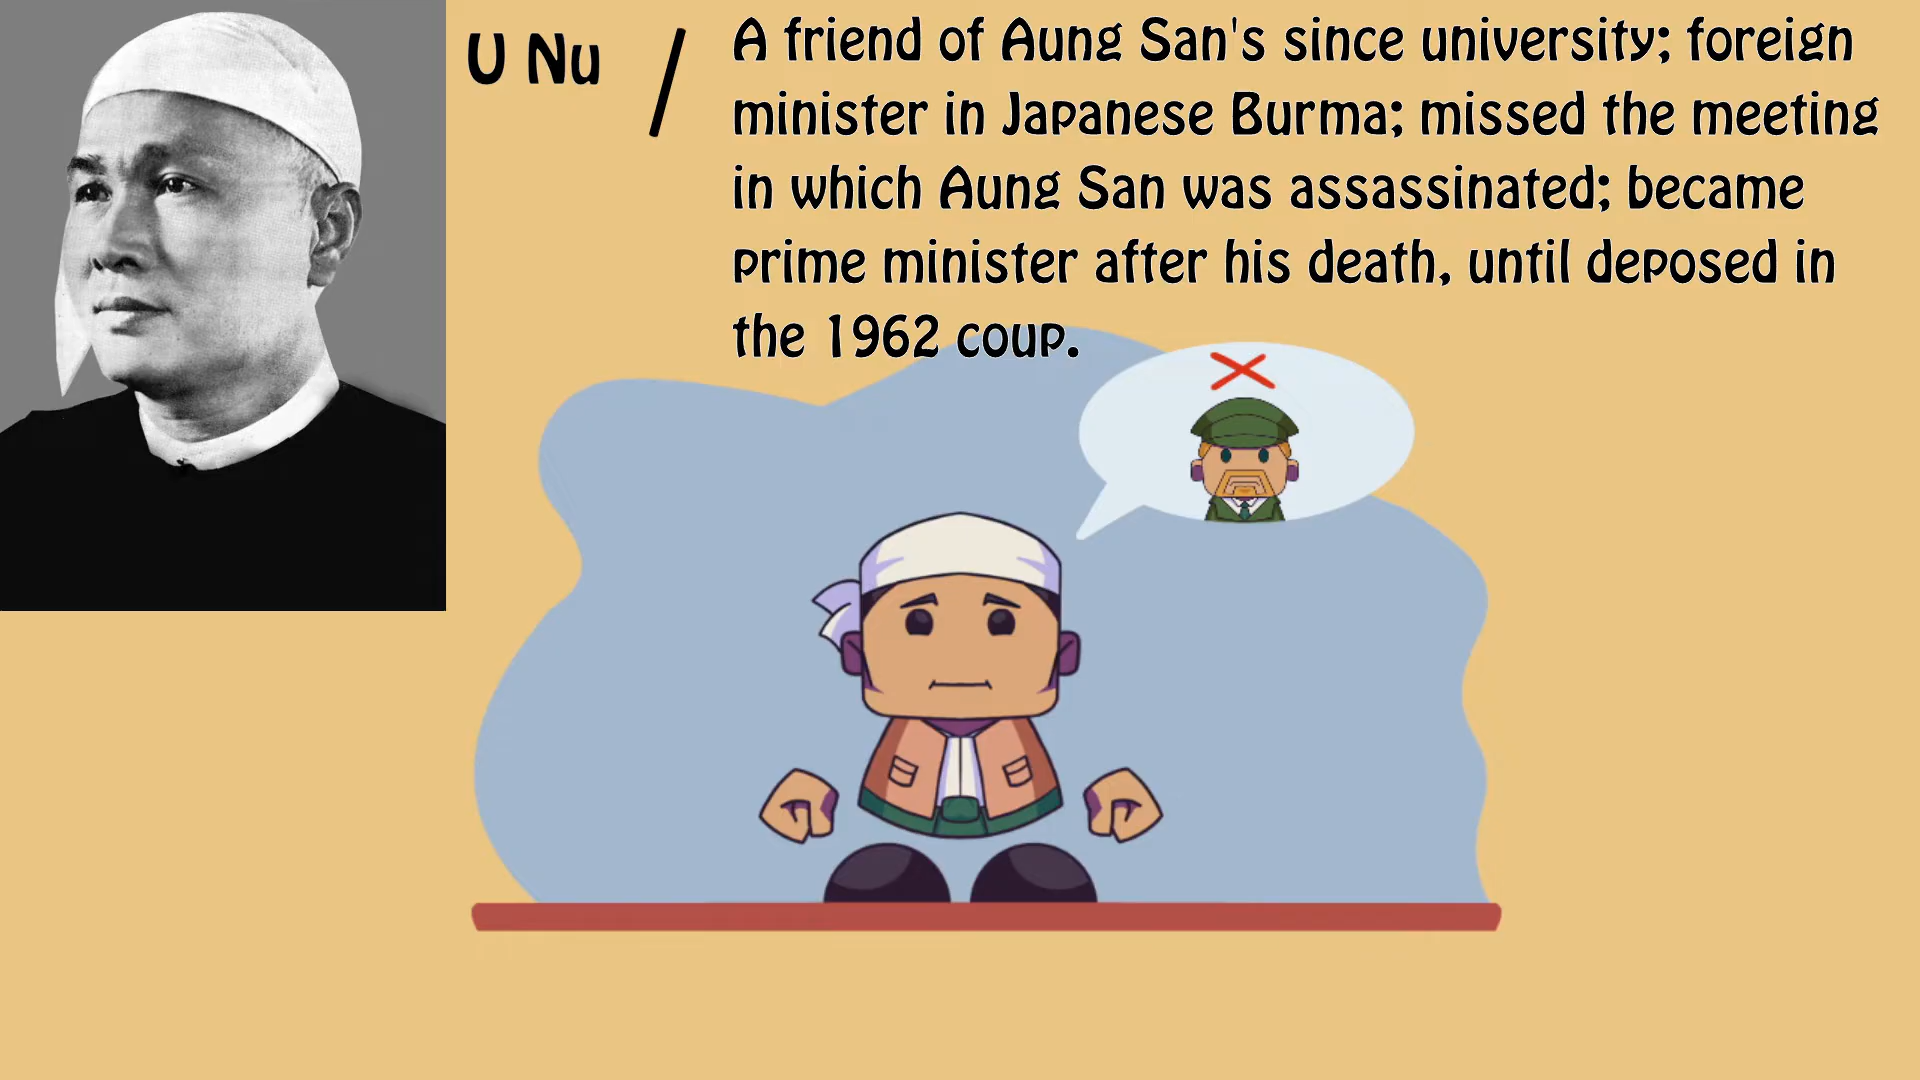 U Nu
A friend of Aung San's since university; foreign
minister in Japanese Burma; missed the meeting
in which Aung San was assassinated; became
prime minister after his death, until deposed in
the 1962 coup.